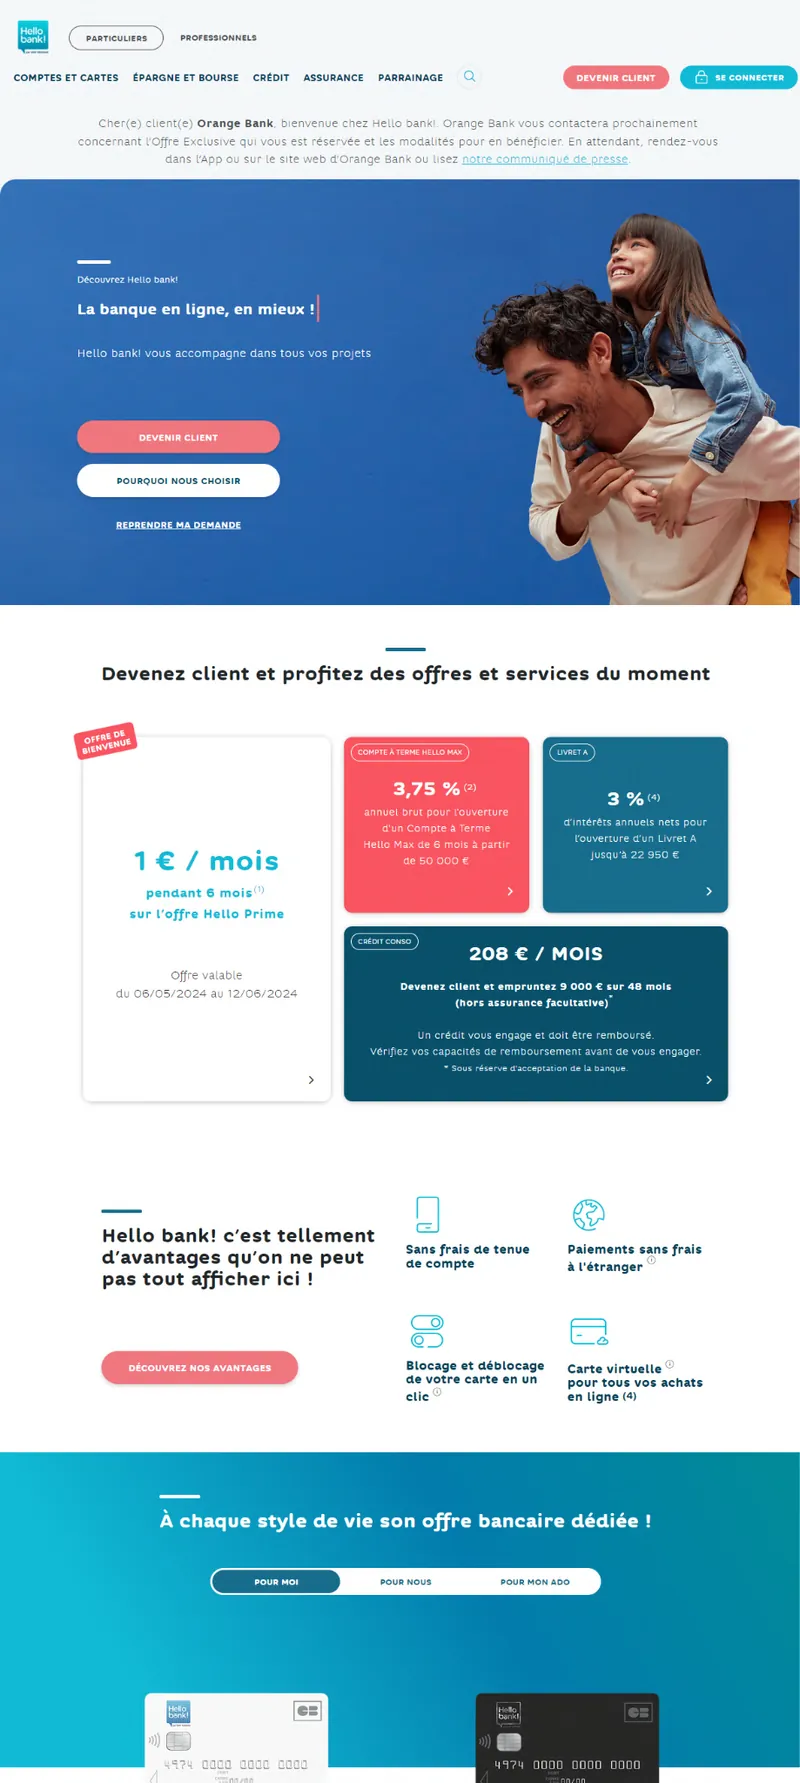 Hello
bank!
PARTICULIERS
PROFESSIONNELS
COMPTES ET CARTES
ÉPARGNE ET BOURSE
CRÉDIT
ASSURANCE
PARRAINAGE
DEVENIR CLIENT
SE CONNECTER
Cher(e) client(e) Orange Bank, bienvenue chez Hello bank!. Orange Bank vous contactera prochainement
concernant l'Offre Exclusive qui vous est réservée et les modalités pour en bénéficier. En attendant, rendez-vous
dans l'App ou sur le site web d'Orange Bank ou lisez notre communiqué de presse.
Découvrez Hello bank!
La banque en ligne, en mieux !
Hello bank! vous accompagne dans tous vos projets
DEVENIR CLIENT
POURQUOI NOUS CHOISIR
REPRENDRE MA DEMANDE
Devenez client et profitez des offres et services du moment
OFFRE DE
BIENVENUE
1 € / mois
pendant 6 mois (1)
sur l'offre Hello Prime
Offre valable
du 06/05/2024 au 12/06/2024
COMPTE À TERME HELLO MAX
3,75 % (2)
annuel brut pour l'ouverture
d'un Compte à Terme
Hello Max de 6 mois à partir
de 50 000 €
LIVRET A
3 % (4)
d'intérêts annuels nets pour
l'ouverture d'un Livret A
jusqu'à 22 950 €
CRÉDIT CONSO
208 € / MOIS
Devenez client et empruntez 9 000 € sur 48 mois
(hors assurance facultative)*
Un crédit vous engage et doit être remboursé.
Vérifiez vos capacités de remboursement avant de vous engager.
* Sous réserve d'acceptation de la banque.
Hello bank! c'est tellement
d'avantages qu'on ne peut
pas tout afficher ici !
DÉCOUVREZ NOS AVANTAGES
Sans frais de tenue
de compte
Paiements sans frais
à l'étranger
Blocage et déblocage
de votre carte en un
clic
Carte virtuelle
pour tous vos achats
en ligne (4)
À chaque style de vie son offre bancaire dédiée !
POUR MOI
POUR NOUS
POUR MON ADO
Hello
bank!
CB
4974 0000 0000 0000
00/00
Hello
bank!
CB
4974 0000 0000 0000
00/00